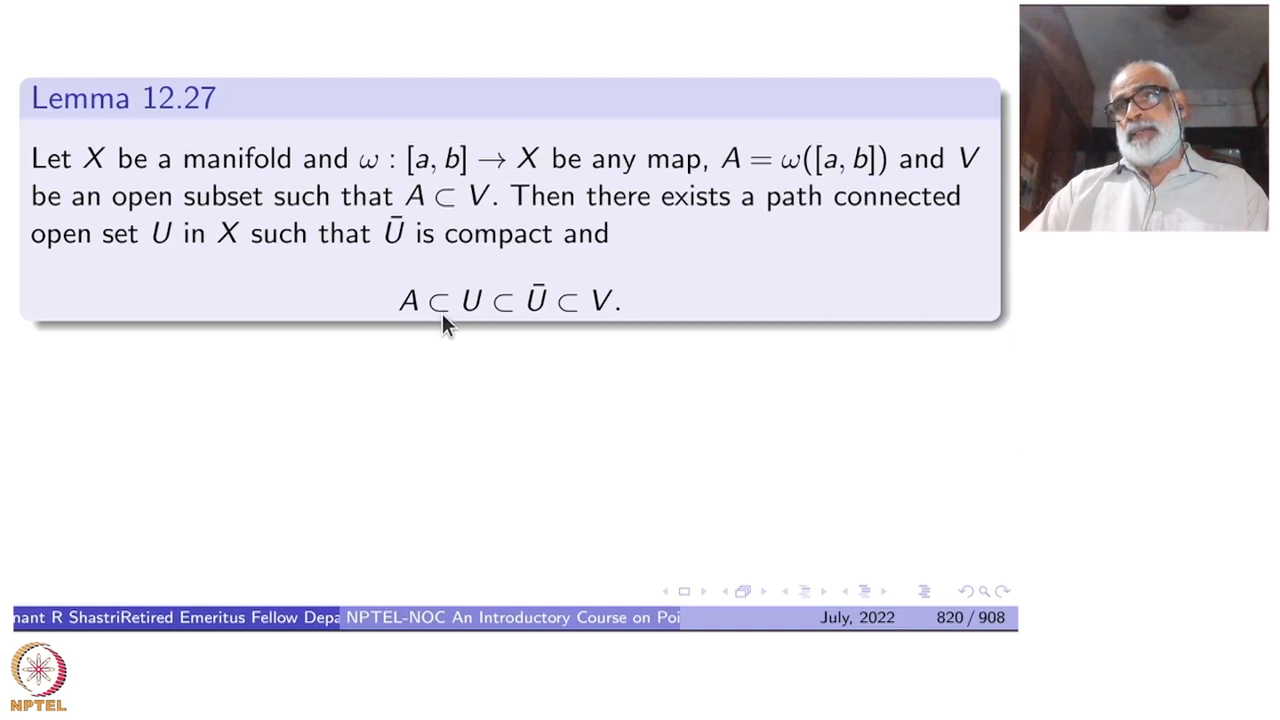 Lemma 12.27
Let X be a manifold and ω : [a, b] → X be any map, A = ω([a, b]) and V
be an open subset such that A ⊂ V. Then there exists a path connected
open set U in X such that Ū is compact and
A ⊂ U ⊂ Ū ⊂ V.
nant R ShastriRetired Emeritus Fellow Depa NPTEL-NOC An Introductory Course on Poi July, 2022 820 / 908
NPTEL